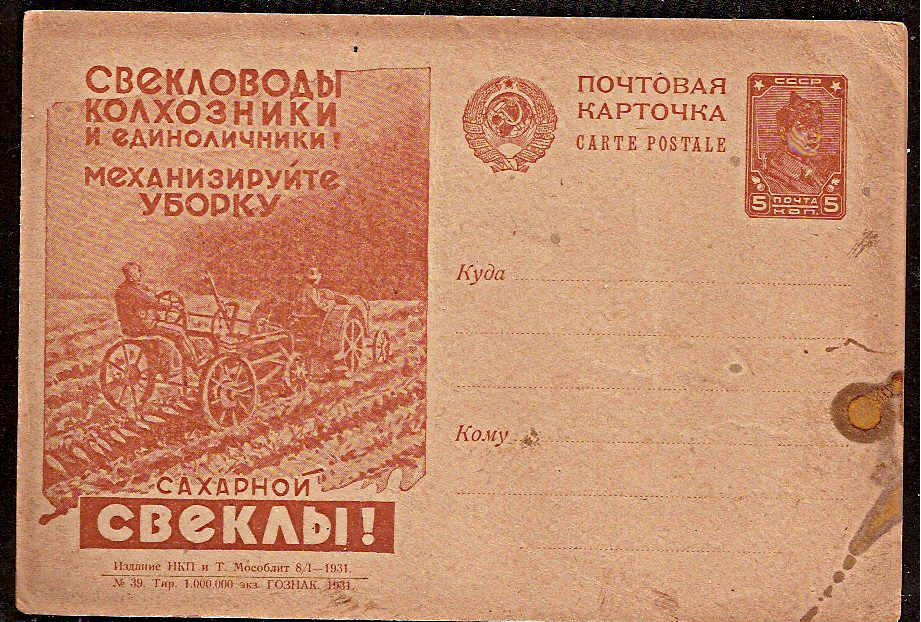 СВЕКЛОВОДЫ
КОЛХОЗНИКИ
И ЕДИНОЛИЧНИКИ!
МЕХАНИЗИРУЙТЕ
УБОРКУ
САХАРНОЙ
СВЕКЛЫ!
Издание НКП и Т. Мособлит 8/I—1931.
№ 39. Тир. 1.000.000 экз. ГОЗНАК. 1931.
ПОЧТОВАЯ
КАРТОЧКА
CARTE POSTALE
СССР
5 ПОЧТА 5
КОП.
Куда
Кому